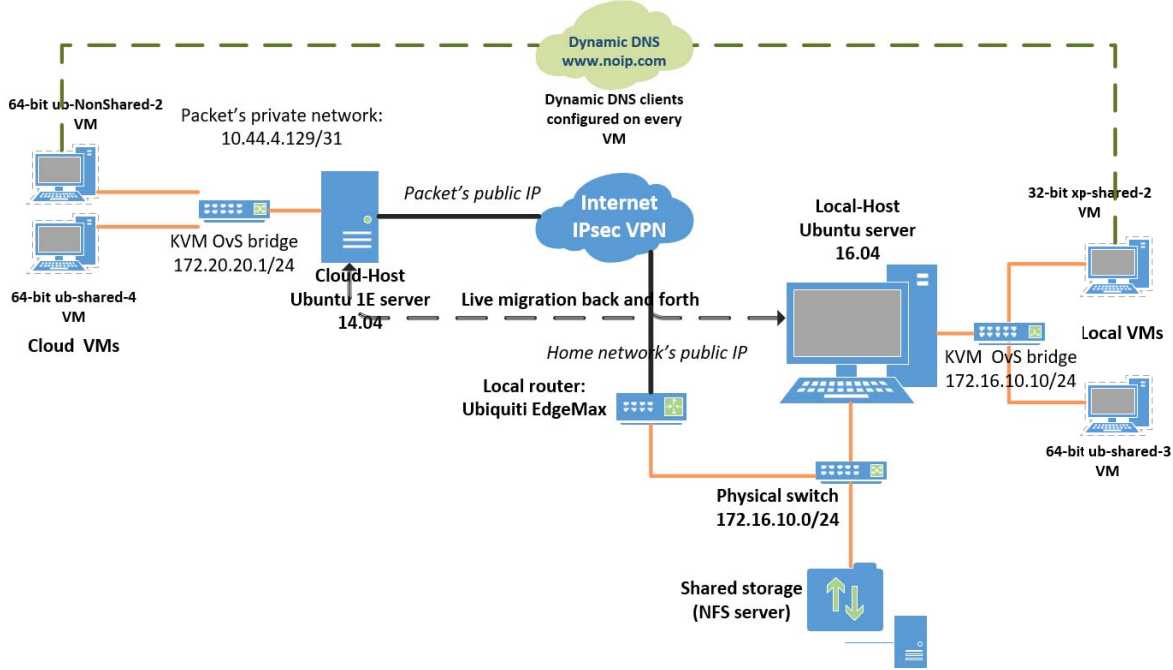 Dynamic DNS
www.noip.com
Dynamic DNS clients
configured on every
VM
64-bit ub-NonShared-2
VM
Packet's private network:
10.44.4.129/31
Packet's public IP
Internet
IPsec VPN
Local-Host
Ubuntu server
16.04
32-bit xp-shared-2
VM
KVM OvS bridge
172.20.20.1/24
Cloud-Host
Ubuntu 1E server
14.04
64-bit ub-shared-4
VM
Cloud VMs
Live migration back and forth
Home network's public IP
KVM OvS bridge
172.16.10.10/24
Local VMs
Local router:
Ubiquiti EdgeMax
64-bit ub-shared-3
VM
Physical switch
172.16.10.0/24
Shared storage
(NFS server)